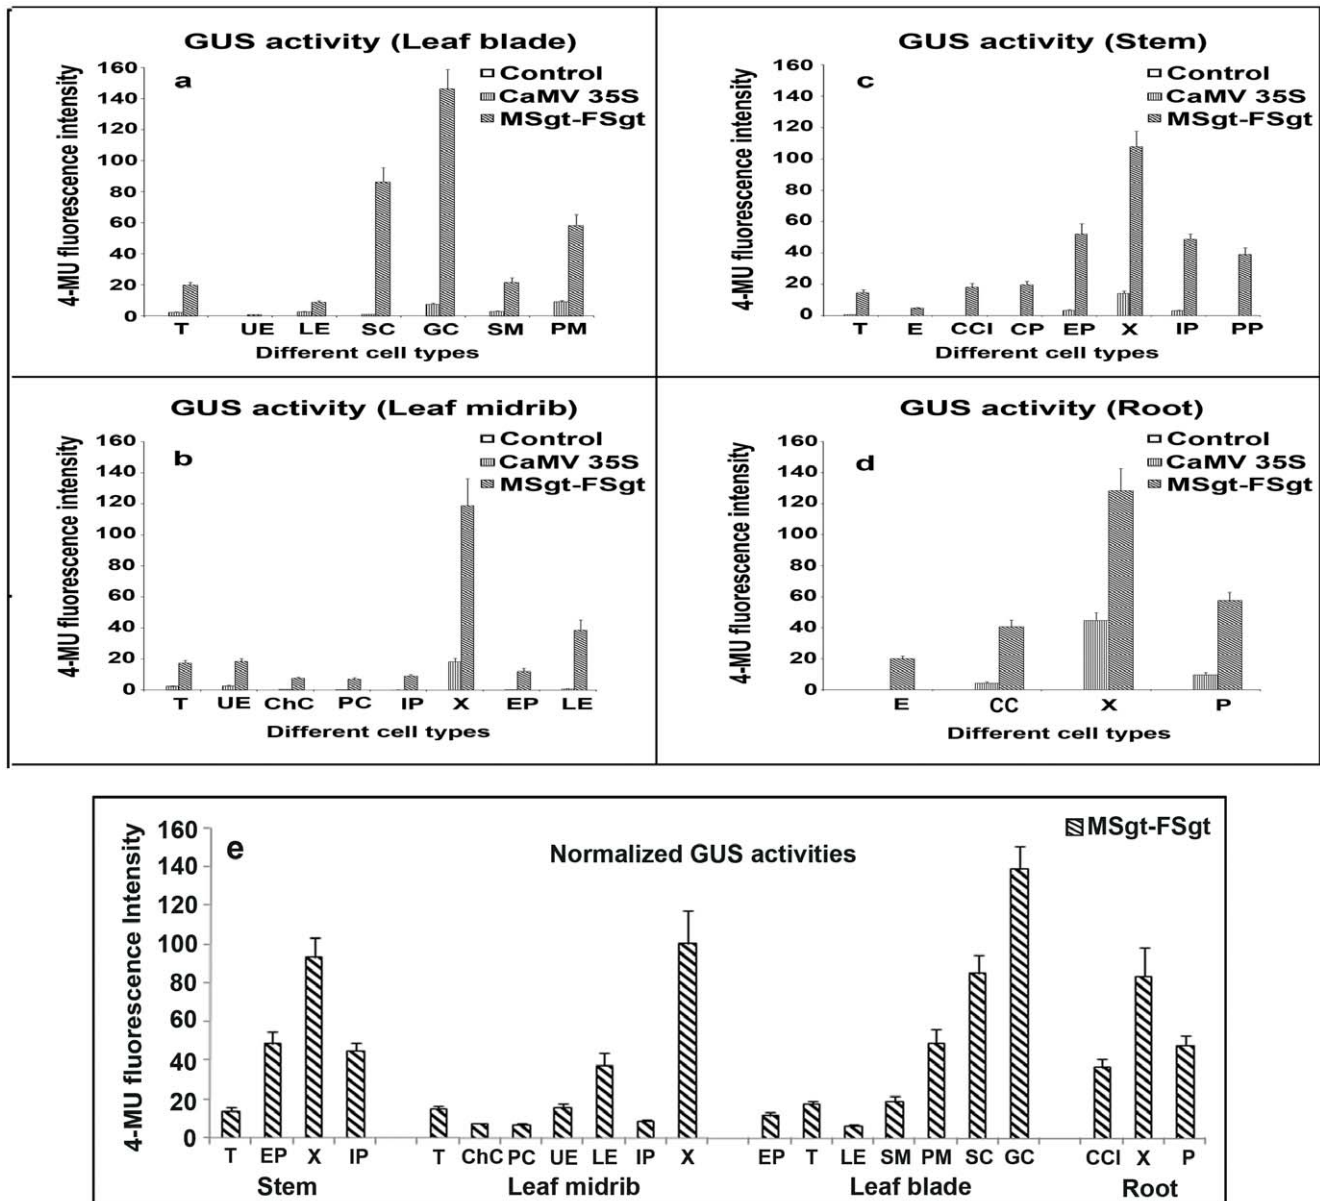 GUS activity (Leaf blade)
a
Control
CaMV 35S
MSgt-FSgt
4-MU fluorescence intensity
160
140
120
100
80
60
40
20
0
T UE LE SC GC SM PM
Different cell types
GUS activity (Stem)
c
Control
CaMV 35S
MSgt-FSgt
4-MU fluorescence intensity
160
140
120
100
80
60
40
20
0
T E CCI CP EP X IP PP
Different cell types
GUS activity (Leaf midrib)
b
Control
CaMV 35S
MSgt-FSgt
4-MU fluorescence intensity
160
140
120
100
80
60
40
20
0
T UE ChC PC IP X EP LE
Different cell types
GUS activity (Root)
d
Control
CaMV 35S
MSgt-FSgt
4-MU fluorescence intensity
160
140
120
100
80
60
40
20
0
E CC X P
Different cell types
e
Normalized GUS activities
MSgt-FSgt
4-MU fluorescence Intensity
160
140
120
100
80
60
40
20
0
T EP X IP T ChC PC UE LE IP X EP T LE SM PM SC GC CCI X P
Stem Leaf midrib Leaf blade Root